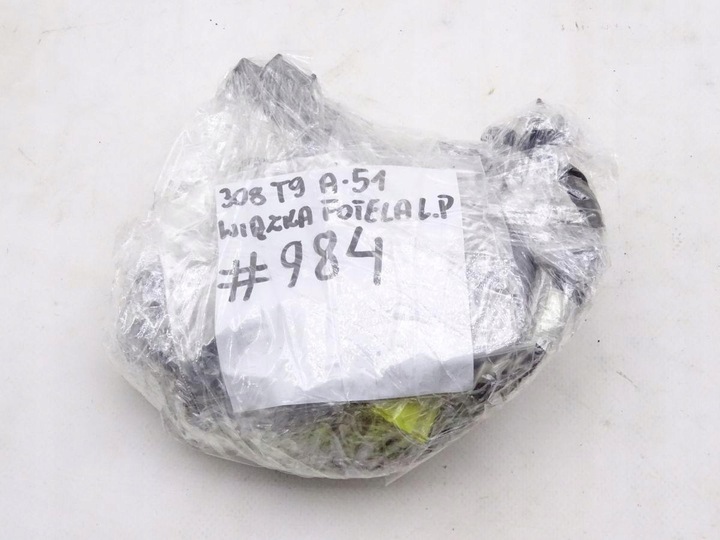 308 T9 A-51
WIĄZKA FOTELA L.P
#984